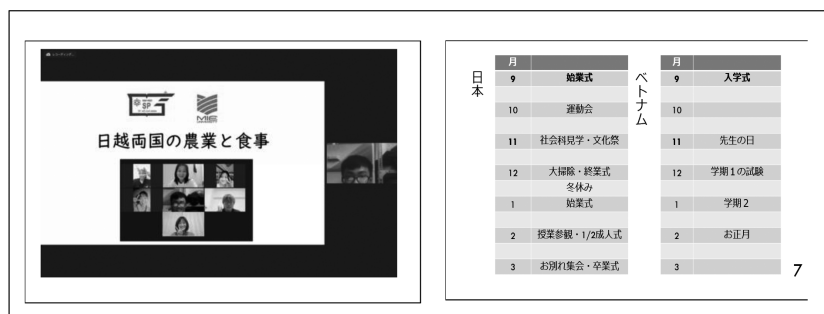 SP
MIE
日越両国の農業と食事
日本
月
9 始業式
10 運動会
11 社会科見学・文化祭
12 大掃除・終業式
冬休み
1 始業式
2 授業参観・1/2成人式
3 お別れ集会・卒業式
ベトナム
月
9 入学式
10
11 先生の日
12 学期1の試験
1 学期2
2 お正月
3
7